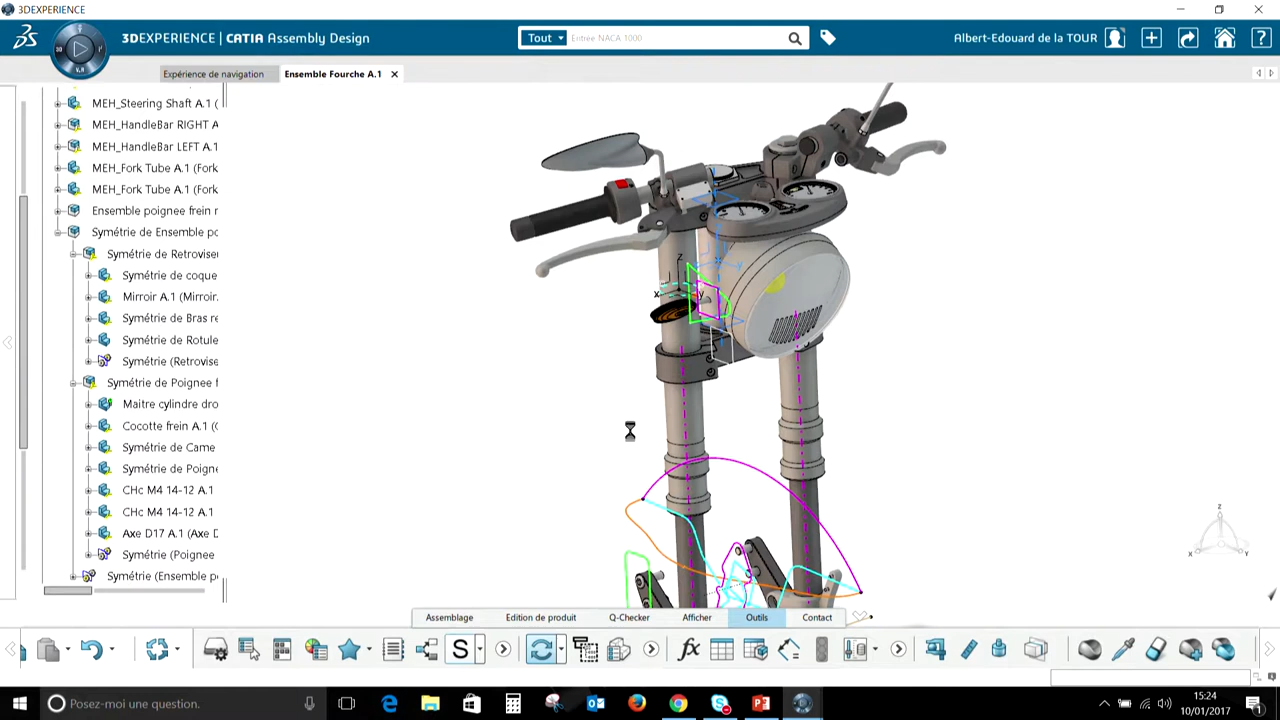 3DEXPERIENCE
3DEXPERIENCE | CATIA Assembly Design
Tout
Entrée NACA 1000
Albert-Edouard de la TOUR
3D
V.R
Expérience de navigation
Ensemble Fourche A.1
MEH_Steering Shaft A.1 (
MEH_HandleBar RIGHT A
MEH_HandleBar LEFT A.1
MEH_Fork Tube A.1 (Fork
MEH_Fork Tube A.1 (Fork
Ensemble poignee frein r
Symétrie de Ensemble po
Symétrie de Retroviser
Symétrie de coque
Mirroir A.1 (Mirroir.
Symétrie de Bras re
Symétrie de Rotule
Symétrie (Retrovise
Symétrie de Poignee f
Maitre cylindre dro
Cocotte frein A.1 (C
Symétrie de Came
Symétrie de Poigne
CHc M4 14-12 A.1
CHc M4 14-12 A.1
Axe D17 A.1 (Axe D
Symétrie (Poignee
Symétrie (Ensemble p
z
x
y
y
z
x
Y
Assemblage
Edition de produit
Q-Checker
Afficher
Outils
Contact
S
fx
Posez-moi une question.
15:24
10/01/2017